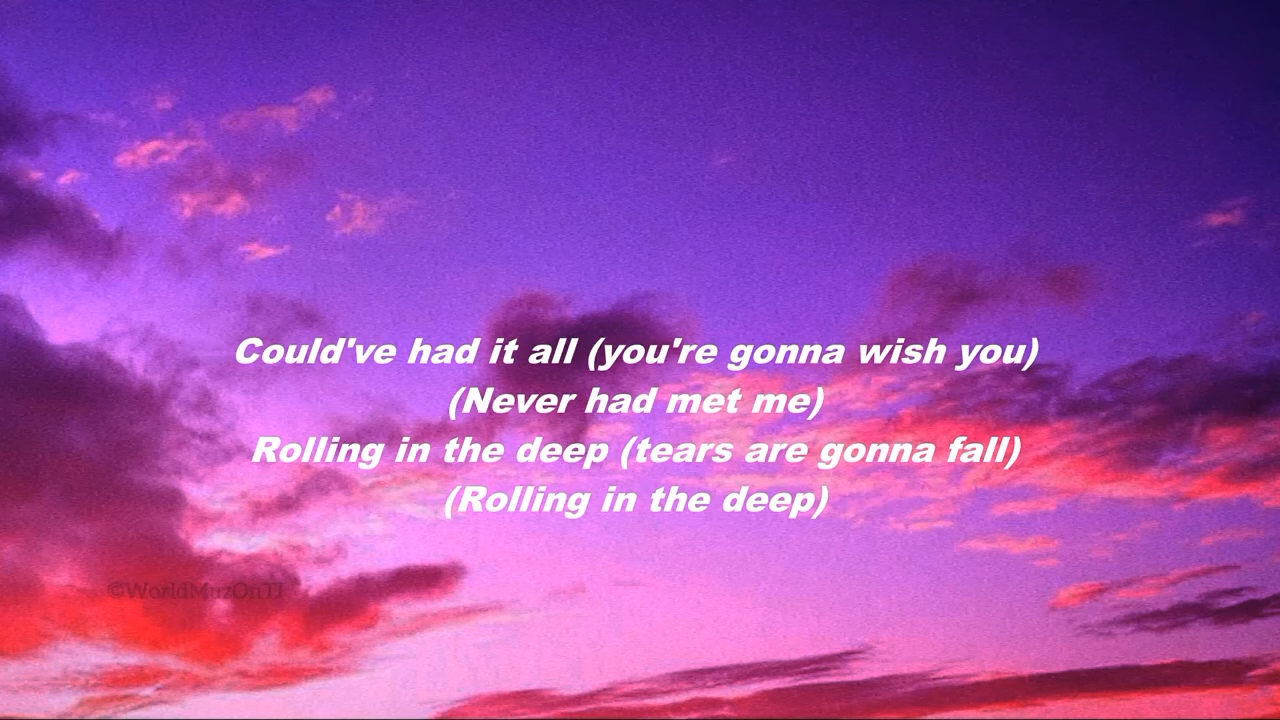 Could've had it all (you're gonna wish you)
(Never had met me)
Rolling in the deep (tears are gonna fall)
(Rolling in the deep)
©WorldMuzOnTJ